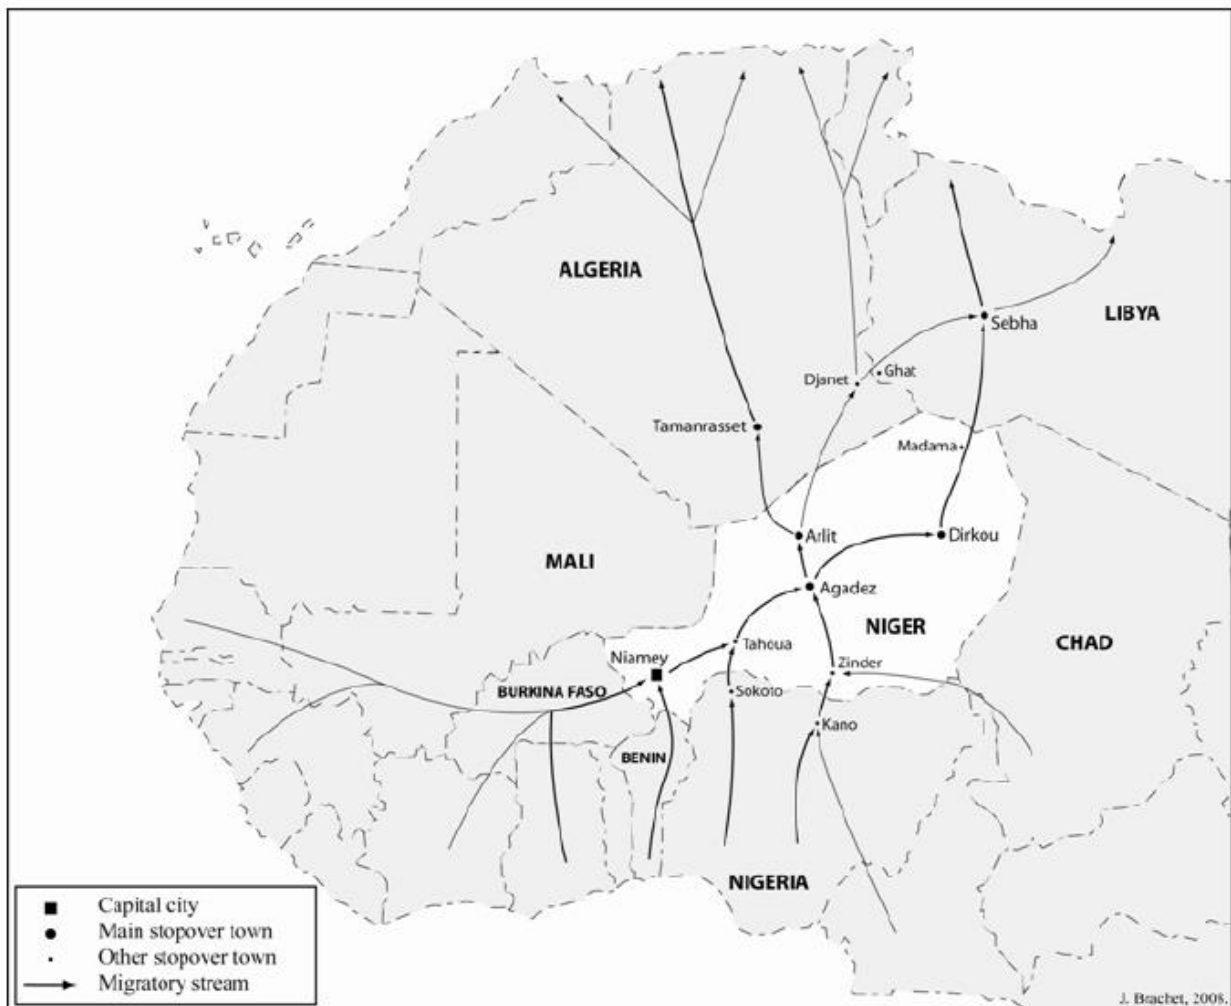 ALGERIA
LIBYA
Sebha
Djanet
Ghat
Tamanrasset
Madama
Arlit
Dirkou
MALI
Agadez
NIGER
CHAD
Tahoua
Niamey
Zinder
BURKINA FASO
Sokoto
Kano
BENIN
NIGERIA
Capital city
Main stopover town
Other stopover town
Migratory stream
J. Brachet, 2008.